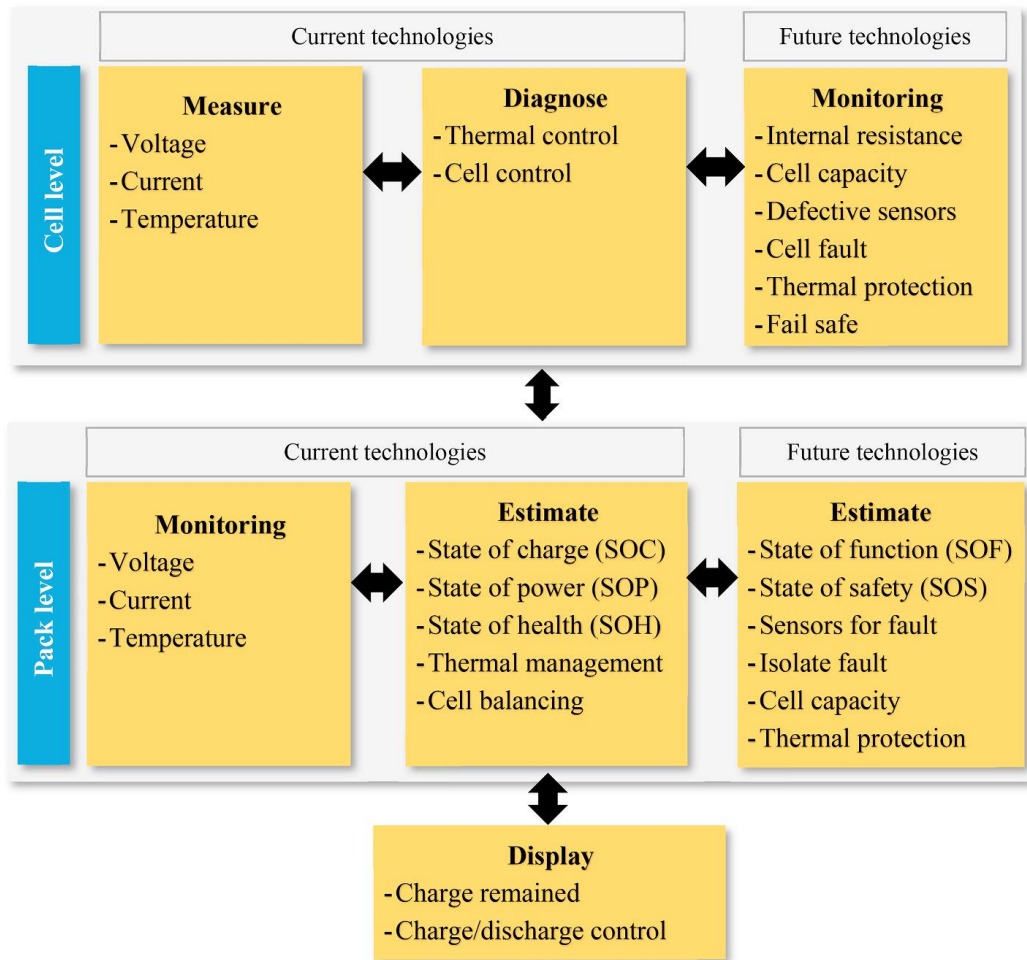 Current technologies
Future technologies
Cell level
Measure
-Voltage
-Current
-Temperature
Diagnose
-Thermal control
-Cell control
Monitoring
-Internal resistance
-Cell capacity
-Defective sensors
-Cell fault
-Thermal protection
-Fail safe
Current technologies
Future technologies
Pack level
Monitoring
-Voltage
-Current
-Temperature
Estimate
-State of charge (SOC)
-State of power (SOP)
-State of health (SOH)
-Thermal management
-Cell balancing
Estimate
-State of function (SOF)
-State of safety (SOS)
-Sensors for fault
-Isolate fault
-Cell capacity
-Thermal protection
Display
-Charge remained
-Charge/discharge control